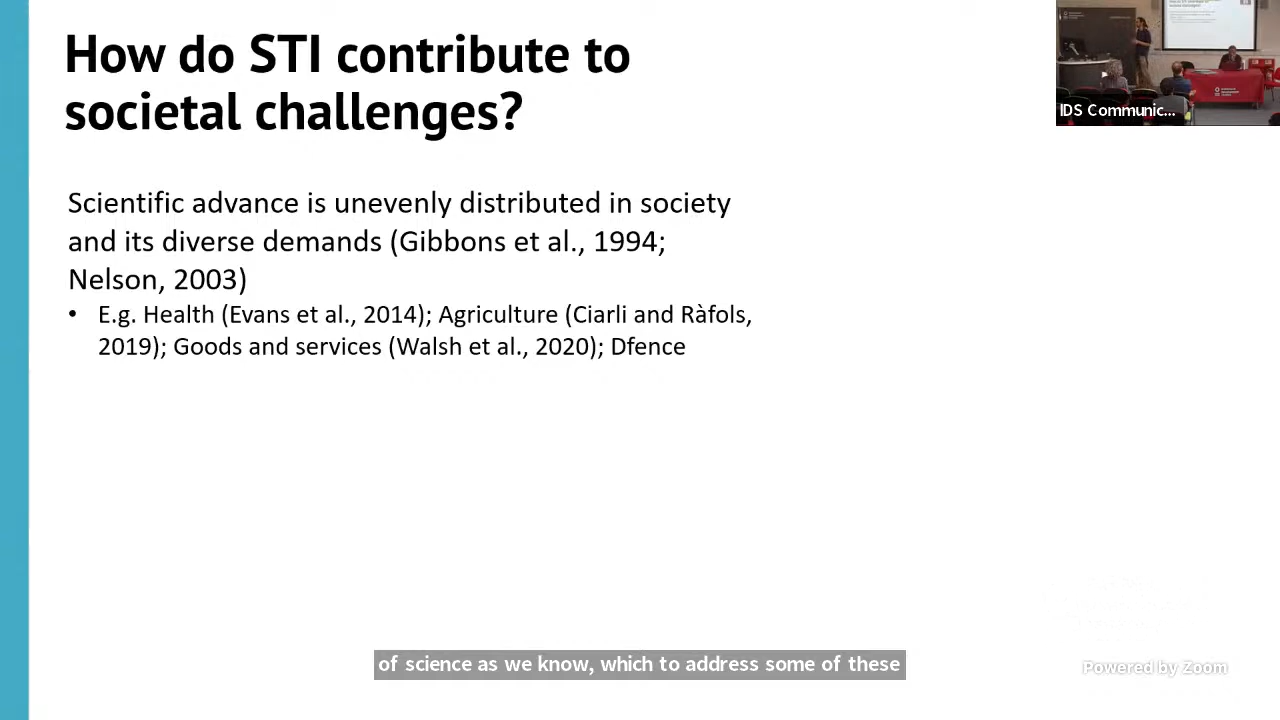 How do STI contribute to
societal challenges?
IDS Communic...
Scientific advance is unevenly distributed in society
and its diverse demands (Gibbons et al., 1994;
Nelson, 2003)
• E.g. Health (Evans et al., 2014); Agriculture (Ciarli and Ràfols,
2019); Goods and services (Walsh et al., 2020); Dfence
of science as we know, which to address some of these
Powered by Zoom